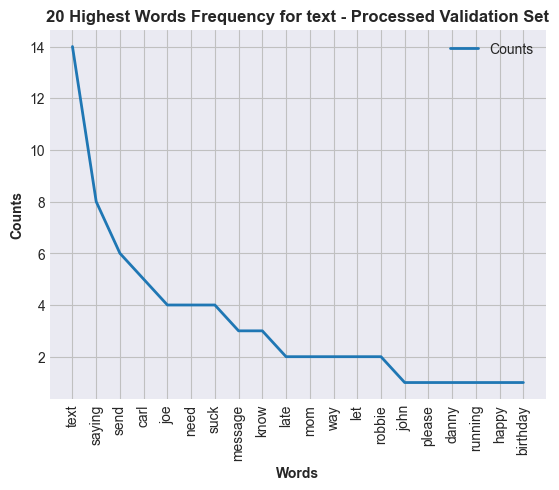 20 Highest Words Frequency for text - Processed Validation Set
Counts
14
12
10
8
6
4
2
Counts
text
saying
send
carl
joe
need
suck
message
know
late
mom
way
let
robbie
john
please
danny
running
happy
birthday
Words